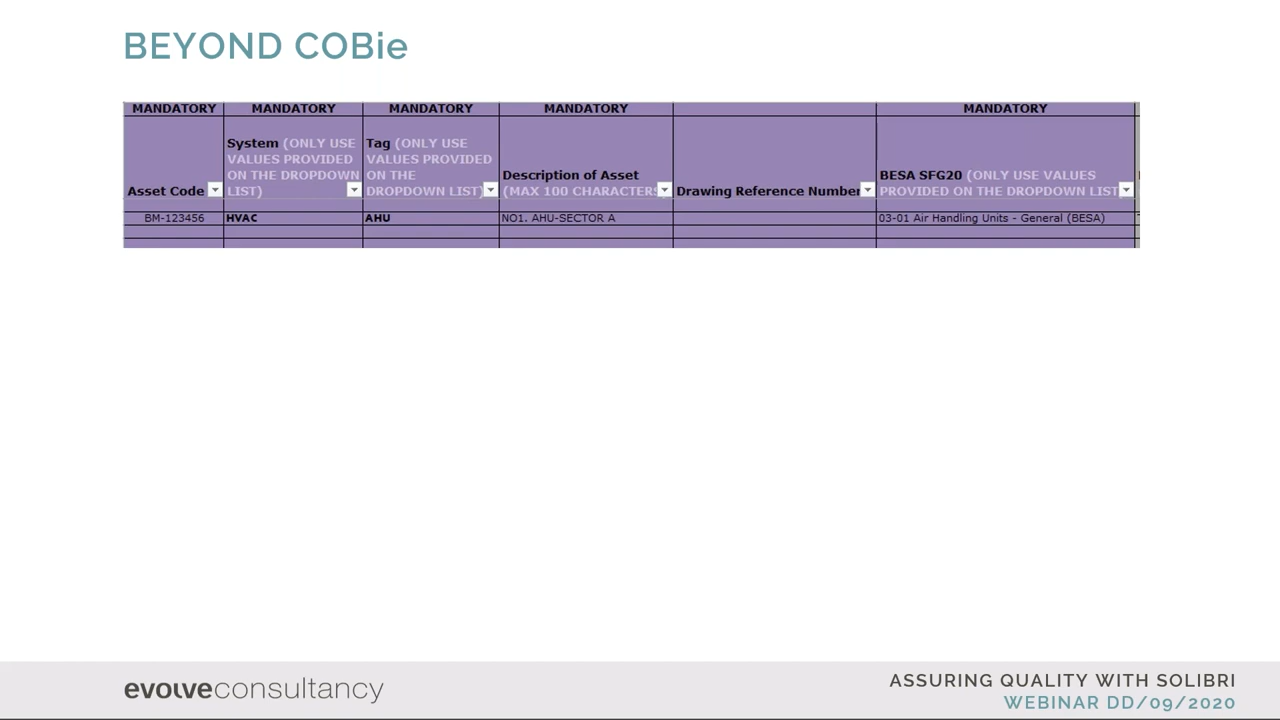 BEYOND COBie
MANDATORY MANDATORY MANDATORY MANDATORY MANDATORY
Asset Code
System (ONLY USE
VALUES PROVIDED
ON THE DROPDOWN
LIST)
Tag (ONLY USE
VALUES PROVIDED
ON THE
DROPDOWN LIST)
Description of Asset
(MAX 100 CHARACTERS
Drawing Reference Number
BESA SFG20 (ONLY USE VALUES
PROVIDED ON THE DROPDOWN LIST
BM-123456 HVAC AHU NO1. AHU-SECTOR A 03-01 Air Handling Units - General (BESA)
evolveconsultancy
ASSURING QUALITY WITH SOLIBRI
WEBINAR DD/09/2020